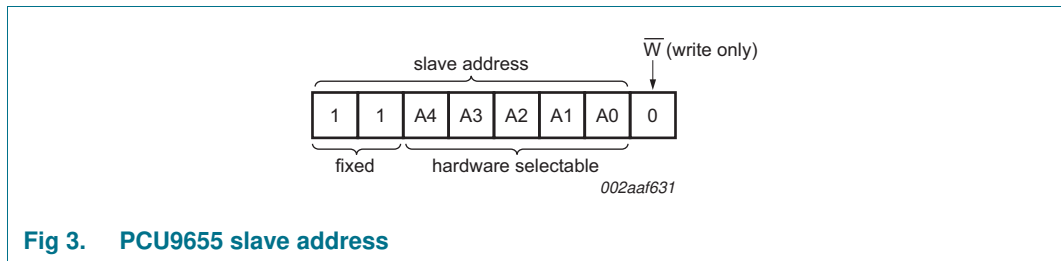 W (write only)
slave address
1 1 A4 A3 A2 A1 A0 0
fixed hardware selectable
002aaf631
Fig 3. PCU9655 slave address